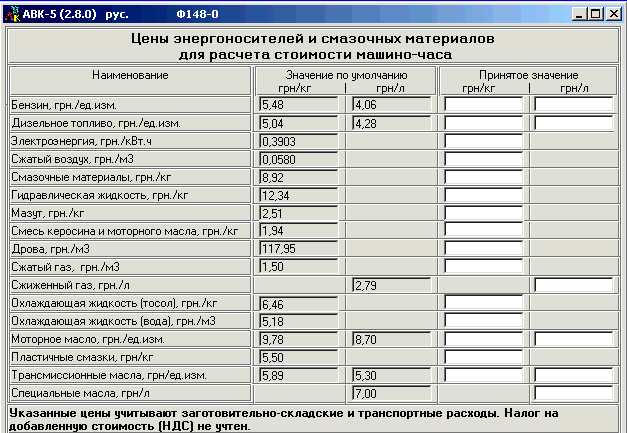 АВК-5 (2.8.0) рус. Ф148-0
Цены энергоносителей и смазочных материалов
для расчета стоимости машино-часа
Наименование Значение по умолчанию Принятое значение
грн/кг | грн/л грн/кг | грн/л
Бензин, грн./ед.изм. 5,48 4,06
Дизельное топливо, грн./ед.изм. 5,04 4,28
Электроэнергия, грн./кВт.ч 0,3903
Сжатый воздух, грн./м3 0,0580
Смазочные материалы, грн./кг 8,92
Гидравлическая жидкость, грн./кг 12,34
Мазут, грн./кг 2,51
Смесь керосина и моторного масла, грн./кг 1,94
Дрова, грн./м3 117,95
Сжатый газ, грн./м3 1,50
Сжиженный газ, грн./л 2,79
Охлаждающая жидкость (тосол), грн./кг 6,46
Охлаждающая жидкость (вода), грн./м3 5,18
Моторное масло, грн./ед.изм. 9,78 8,70
Пластичные смазки, грн/кг 5,50
Трансмиссионные масла, грн/ед.изм. 5,89 5,30
Специальные масла, грн/л 7,00
Указанные цены учитывают заготовительно-складские и транспортные расходы. Налог на
добавленную стоимость (НДС) не учтен.